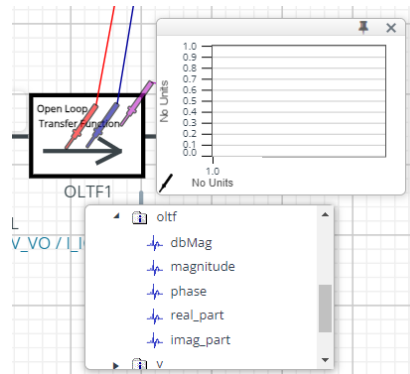 1.0
0.9
0.8
0.7
0.6
0.5
0.4
0.3
0.2
0.1
0.0
No Units
1.0
No Units
Open Loop
Transfer Function
OLTF1
L
V_VO / I_I
oltf
dbMag
magnitude
phase
real_part
imag_part
v